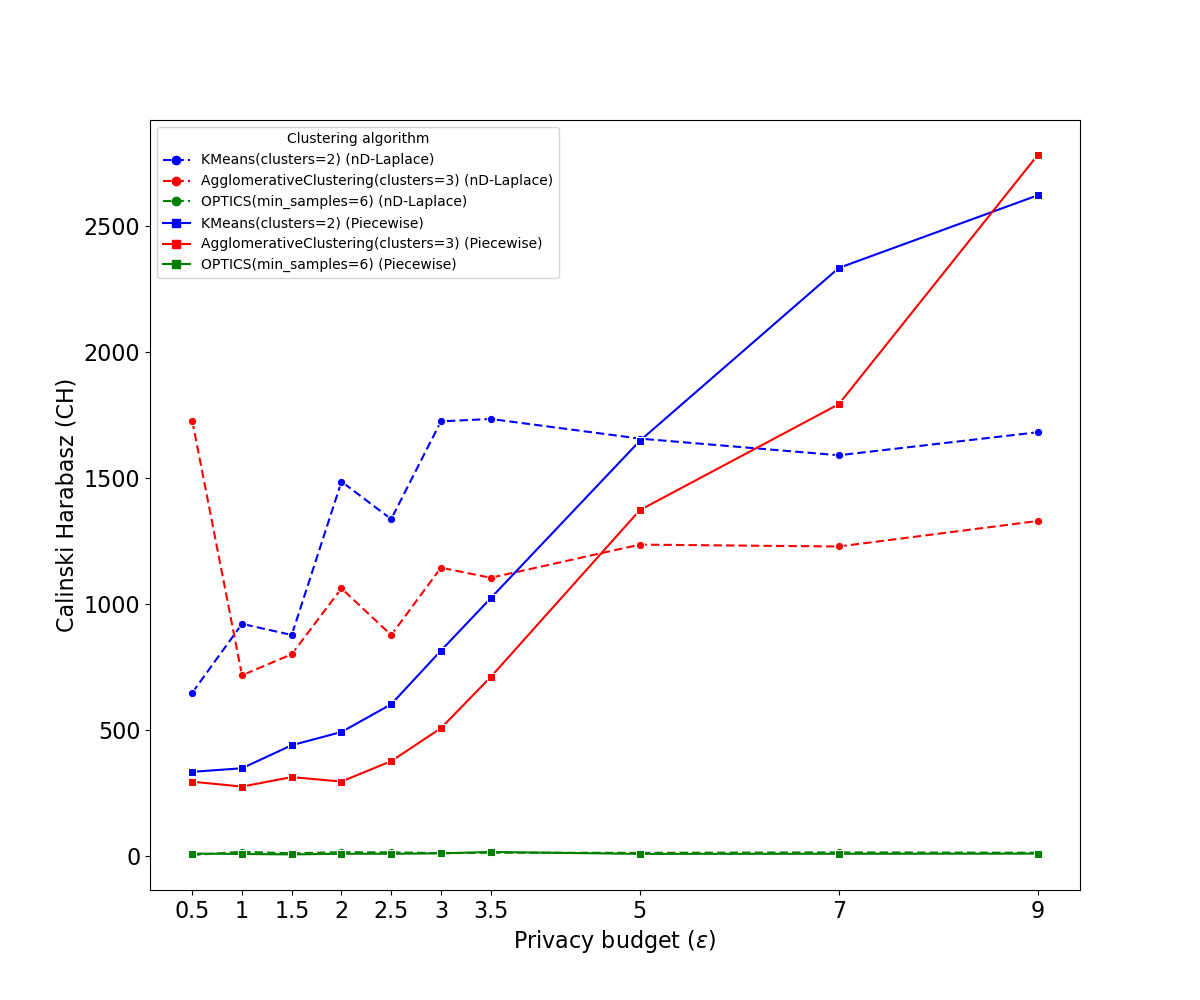 Clustering algorithm
KMeans(clusters=2) (nD-Laplace)
AgglomerativeClustering(clusters=3) (nD-Laplace)
OPTICS(min_samples=6) (nD-Laplace)
KMeans(clusters=2) (Piecewise)
AgglomerativeClustering(clusters=3) (Piecewise)
OPTICS(min_samples=6) (Piecewise)
Calinski Harabasz (CH)
2500
2000
1500
1000
500
0
0.5 1 1.5 2 2.5 3 3.5 5 7 9
Privacy budget (ε)